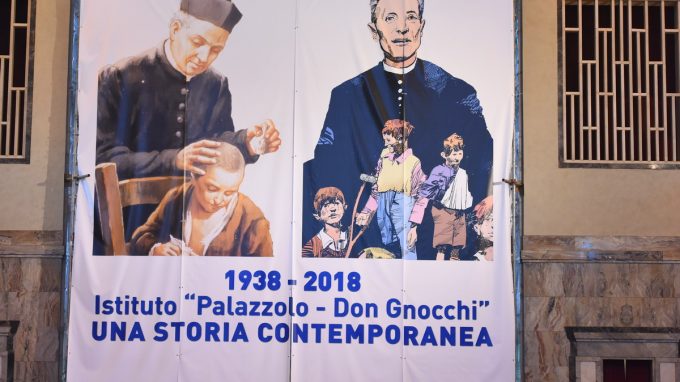 1938 - 2018
Istituto "Palazzolo - Don Gnocchi"
UNA STORIA CONTEMPORANEA